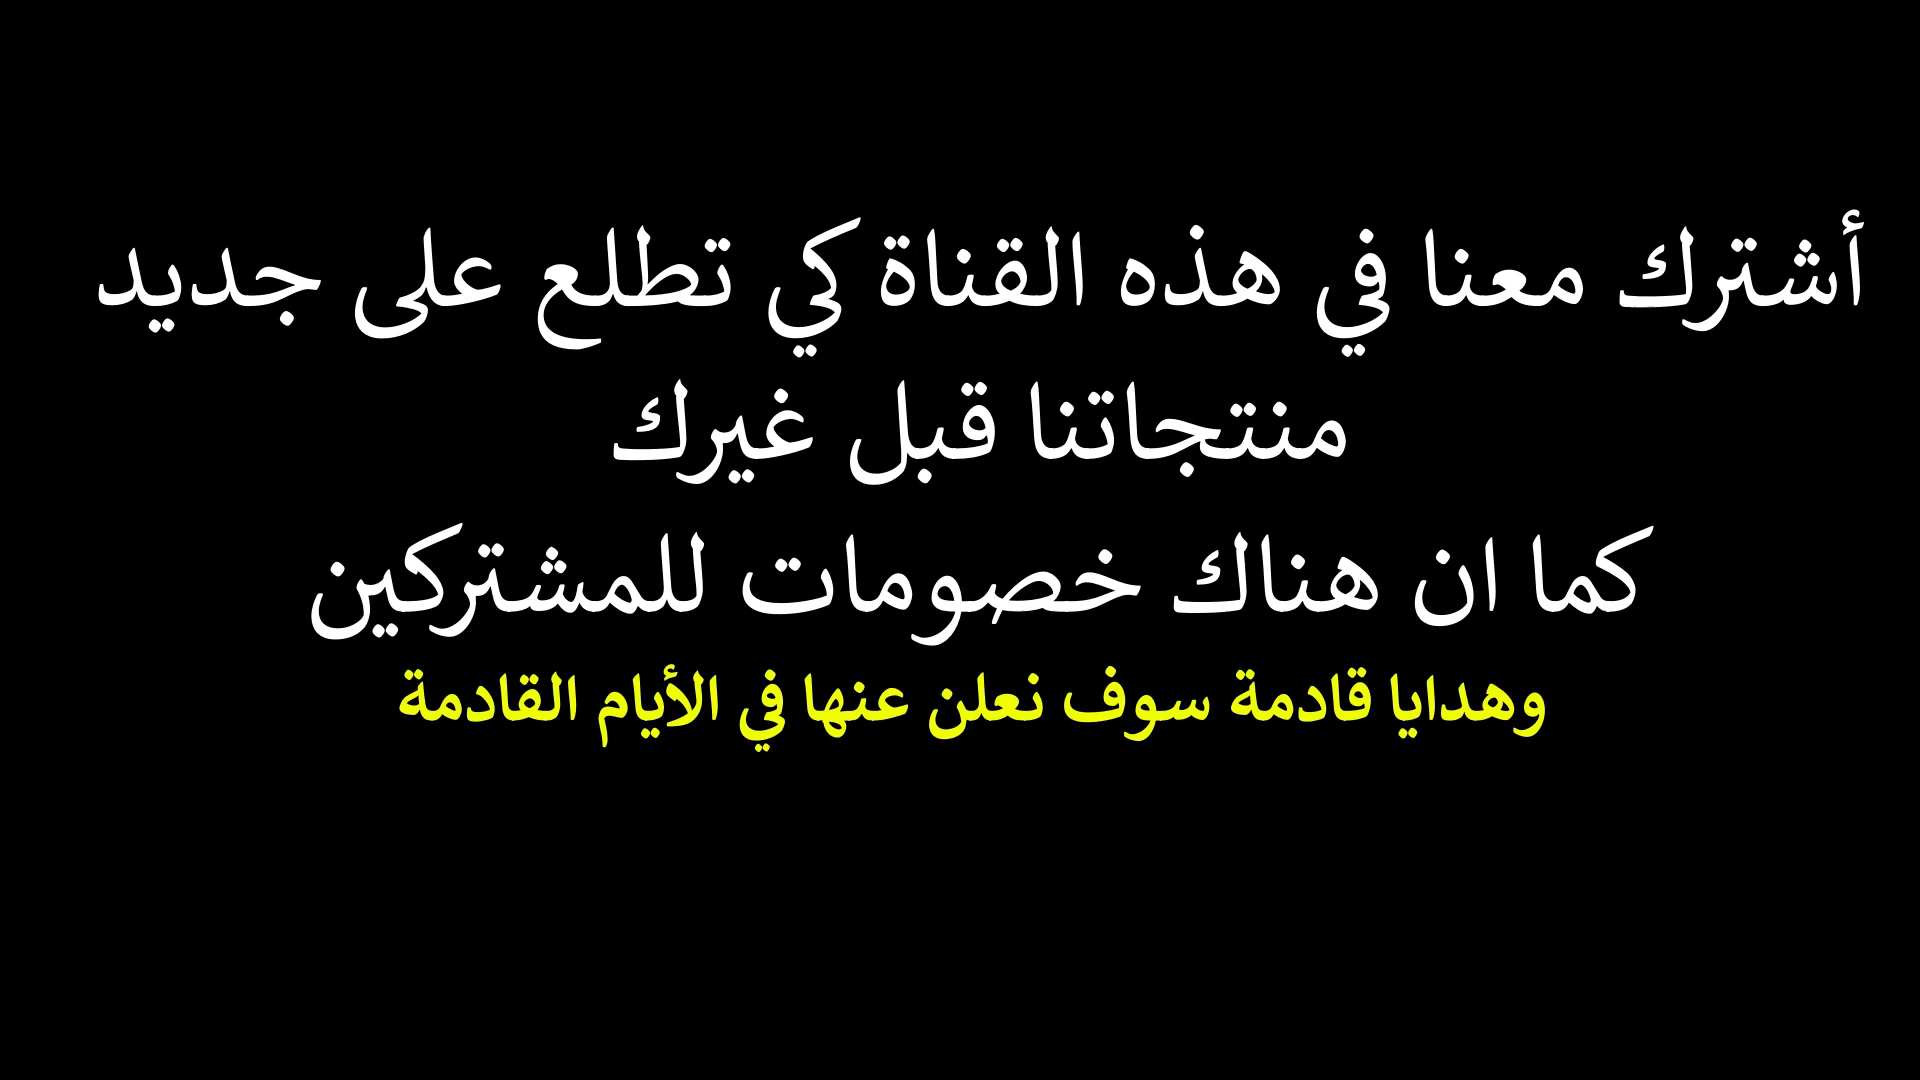 أشترك معنا في هذه القناة كي تطلع على جديد
منتجاتنا قبل غيرك
كما ان هناك خصومات للمشتركين
وهدايا قادمة سوف نعلن عنها في الأيام القادمة